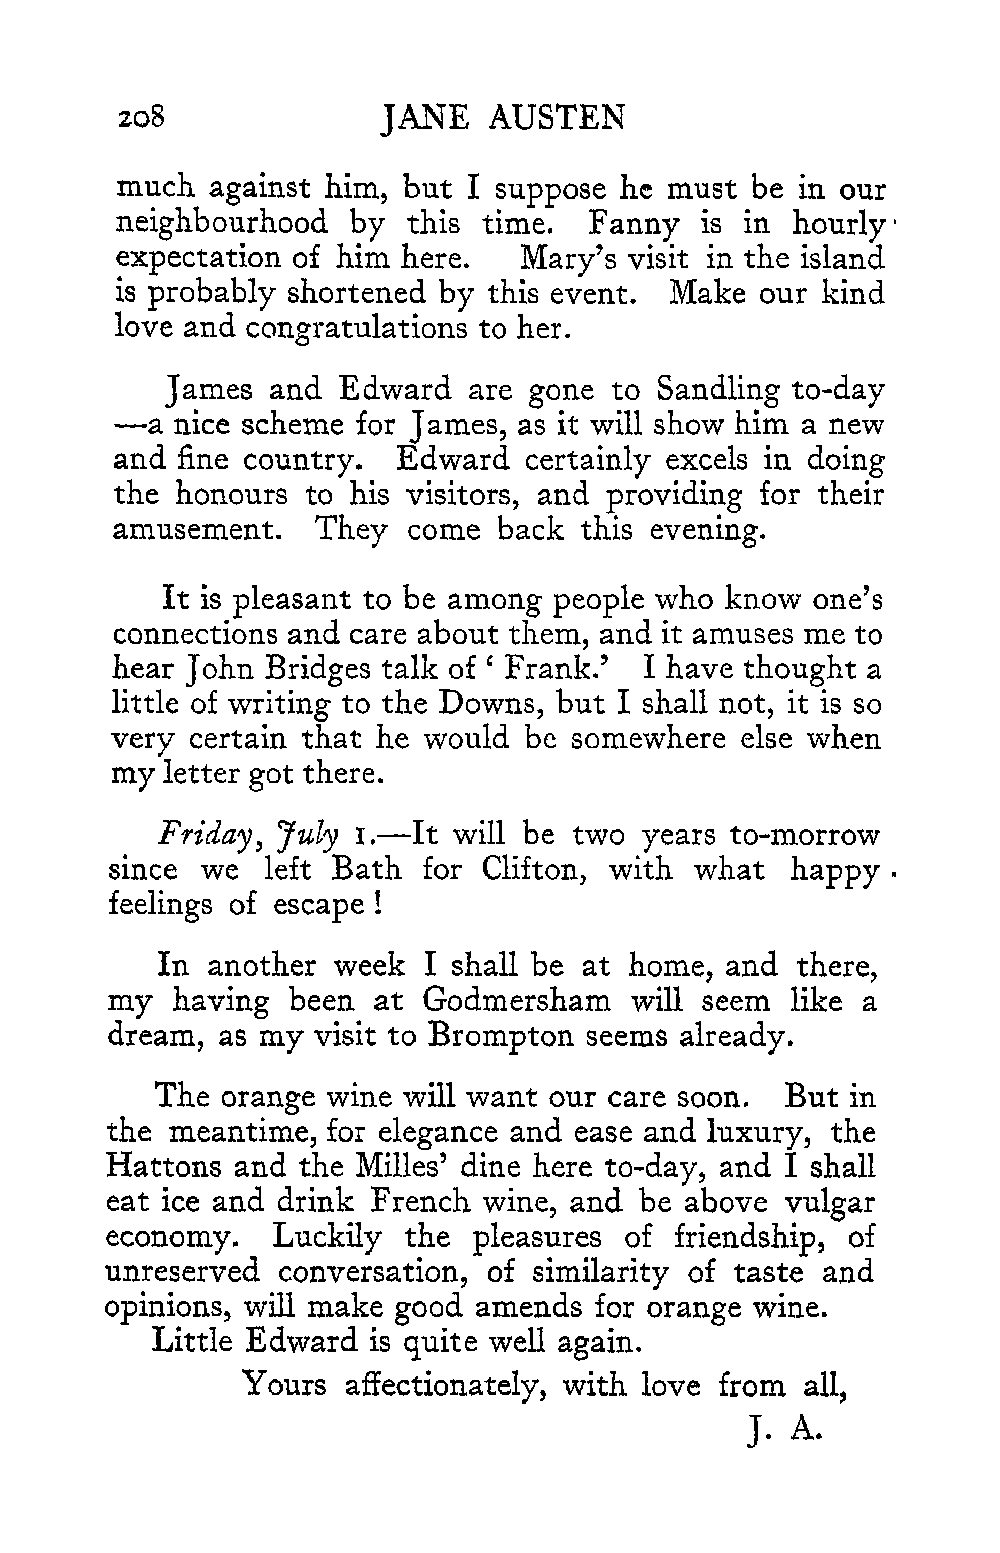 208 JANE AUSTEN
much against him, but I suppose he must be in our
neighbourhood by this time. Fanny is in hourly
expectation of him here. Mary’s visit in the island
is probably shortened by this event. Make our kind
love and congratulations to her.
James and Edward are gone to Sandling to-day
—a nice scheme for James, as it will show him a new
and fine country. Edward certainly excels in doing
the honours to his visitors, and providing for their
amusement. They come back this evening.
It is pleasant to be among people who know one’s
connections and care about them, and it amuses me to
hear John Bridges talk of ‘ Frank.’ I have thought a
little of writing to the Downs, but I shall not, it is so
very certain that he would be somewhere else when
my letter got there.
Friday, July 1.—It will be two years to-morrow
since we left Bath for Clifton, with what happy
feelings of escape !
In another week I shall be at home, and there,
my having been at Godmersham will seem like a
dream, as my visit to Brompton seems already.
The orange wine will want our care soon. But in
the meantime, for elegance and ease and luxury, the
Hattons and the Milles’ dine here to-day, and I shall
eat ice and drink French wine, and be above vulgar
economy. Luckily the pleasures of friendship, of
unreserved conversation, of similarity of taste and
opinions, will make good amends for orange wine.
Little Edward is quite well again.
Yours affectionately, with love from all,
J. A.